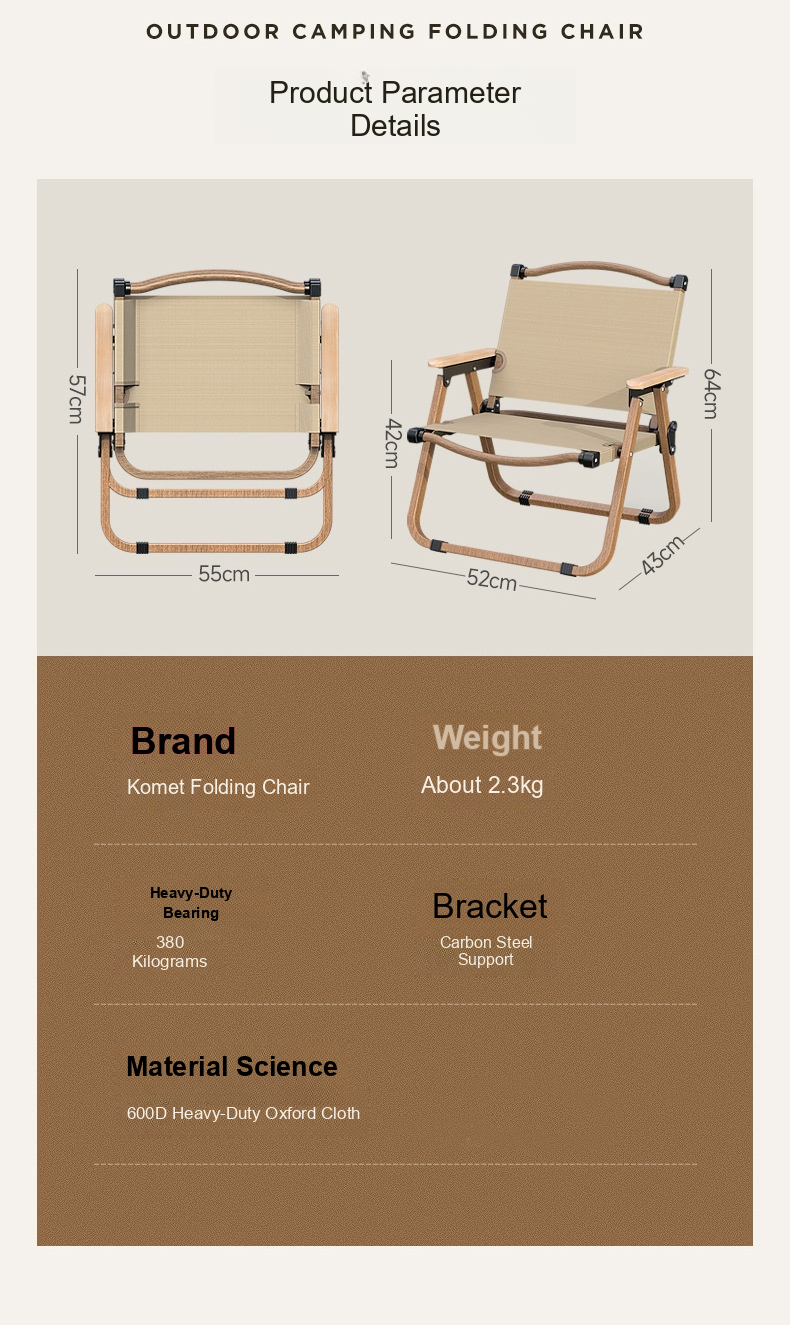 OUTDOOR CAMPING FOLDING CHAIR
Product Parameter
Details
57cm
55cm
42cm
64cm
52cm
43cm
Brand
Komet Folding Chair
Weight
About 2.3kg
Heavy-Duty
Bearing
380
Kilograms
Bracket
Carbon Steel
Support
Material Science
600D Heavy-Duty Oxford Cloth